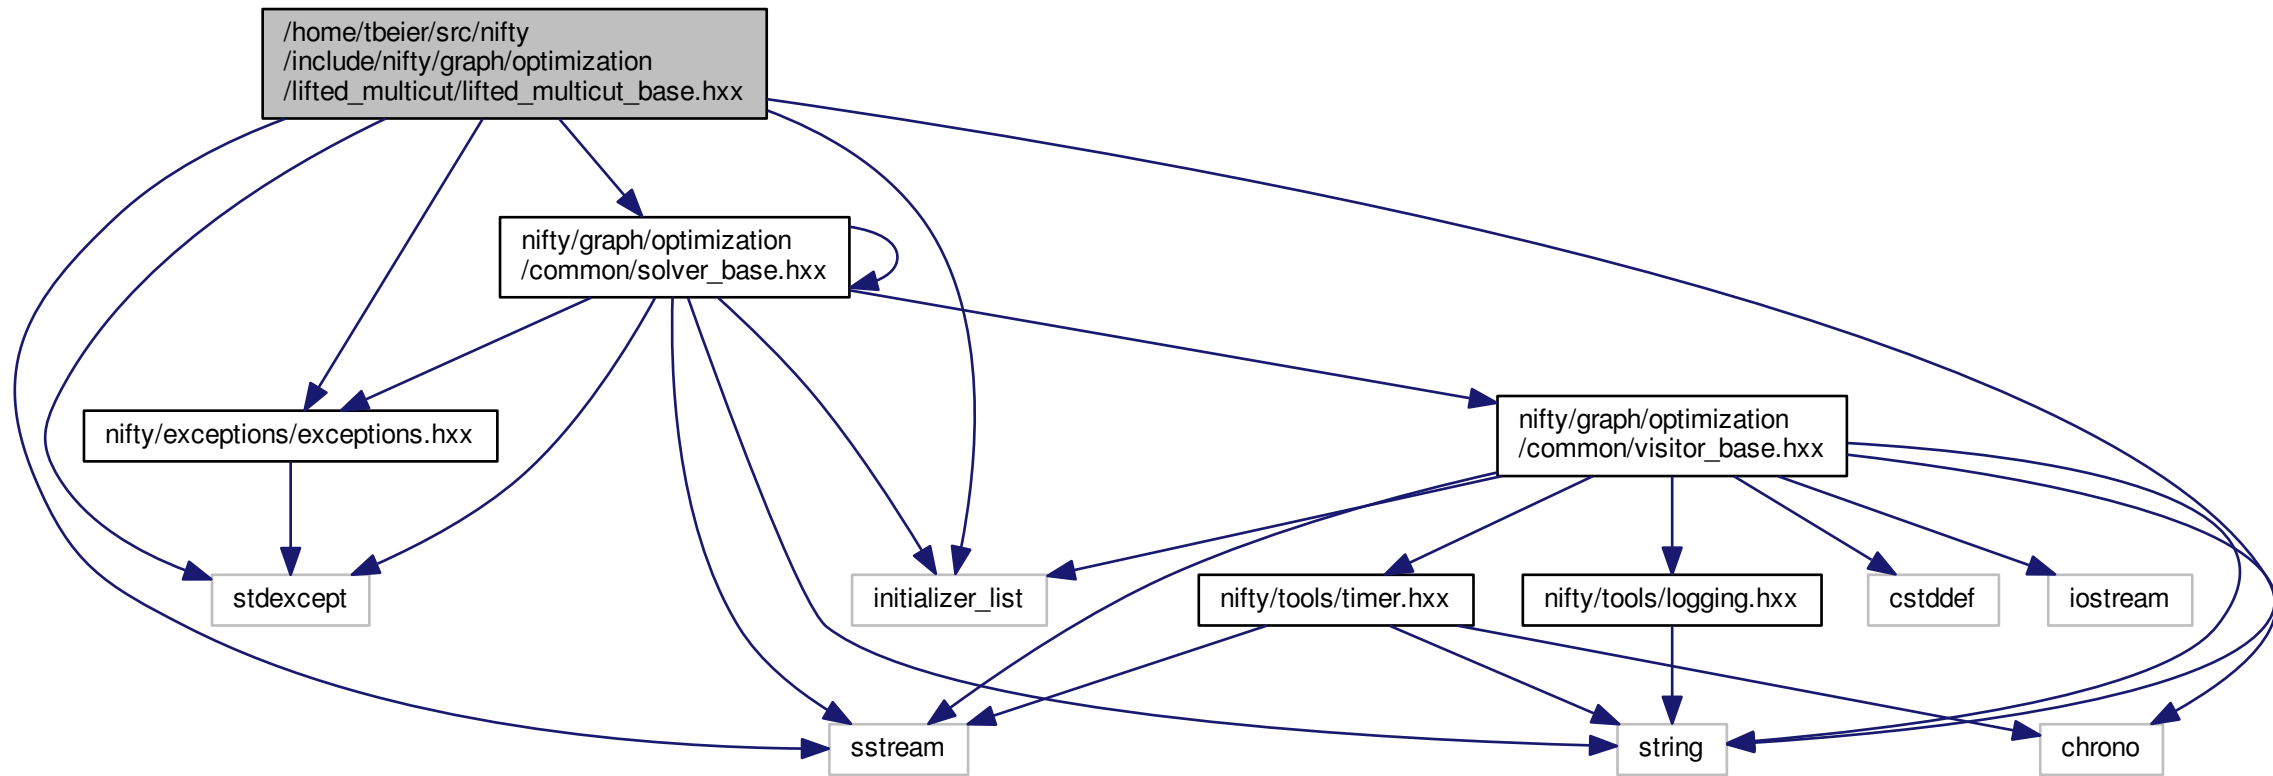 /home/tbeier/src/nifty
/include/nifty/graph/optimization
/lifted_multicut/lifted_multicut_base.hxx
nifty/graph/optimization
/common/solver_base.hxx
nifty/exceptions/exceptions.hxx
nifty/graph/optimization
/common/visitor_base.hxx
stdexcept
initializer_list
nifty/tools/timer.hxx
nifty/tools/logging.hxx
cstddef
iostream
sstream
string
chrono